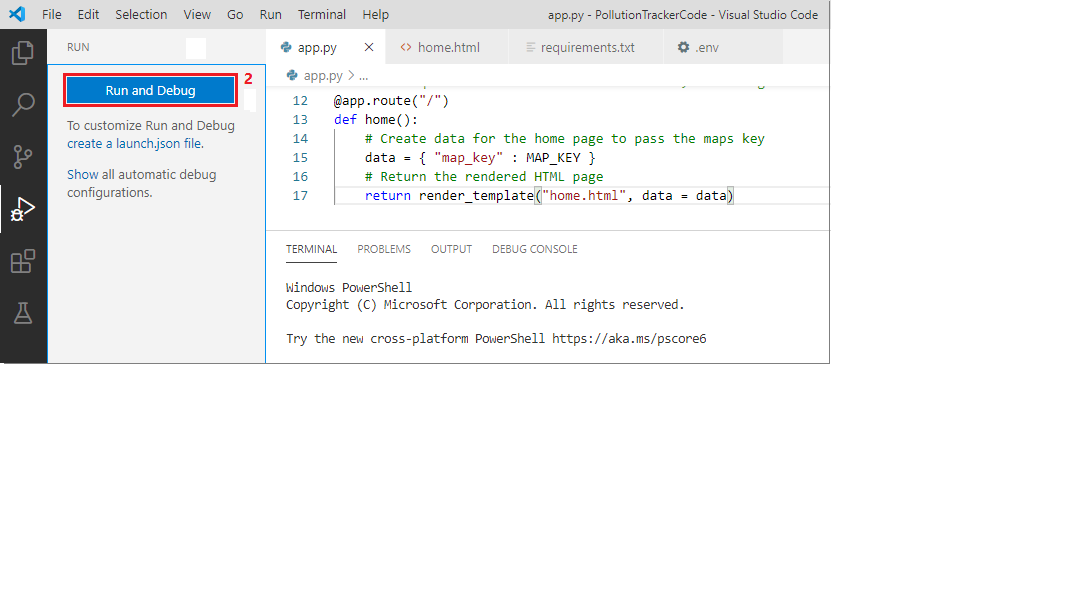 File Edit Selection View Go Run Terminal Help app.py - PollutionTrackerCode - Visual Studio Code
RUN
app.py home.html requirements.txt .env
Run and Debug 2
To customize Run and Debug
create a launch.json file.
Show all automatic debug
configurations.
app.py > ...
12 @app.route("/")
13 def home():
14 # Create data for the home page to pass the maps key
15 data = { "map_key" : MAP_KEY }
16 # Return the rendered HTML page
17 return render_template("home.html", data = data)
TERMINAL PROBLEMS OUTPUT DEBUG CONSOLE
Windows PowerShell
Copyright (C) Microsoft Corporation. All rights reserved.
Try the new cross-platform PowerShell https://aka.ms/pscore6